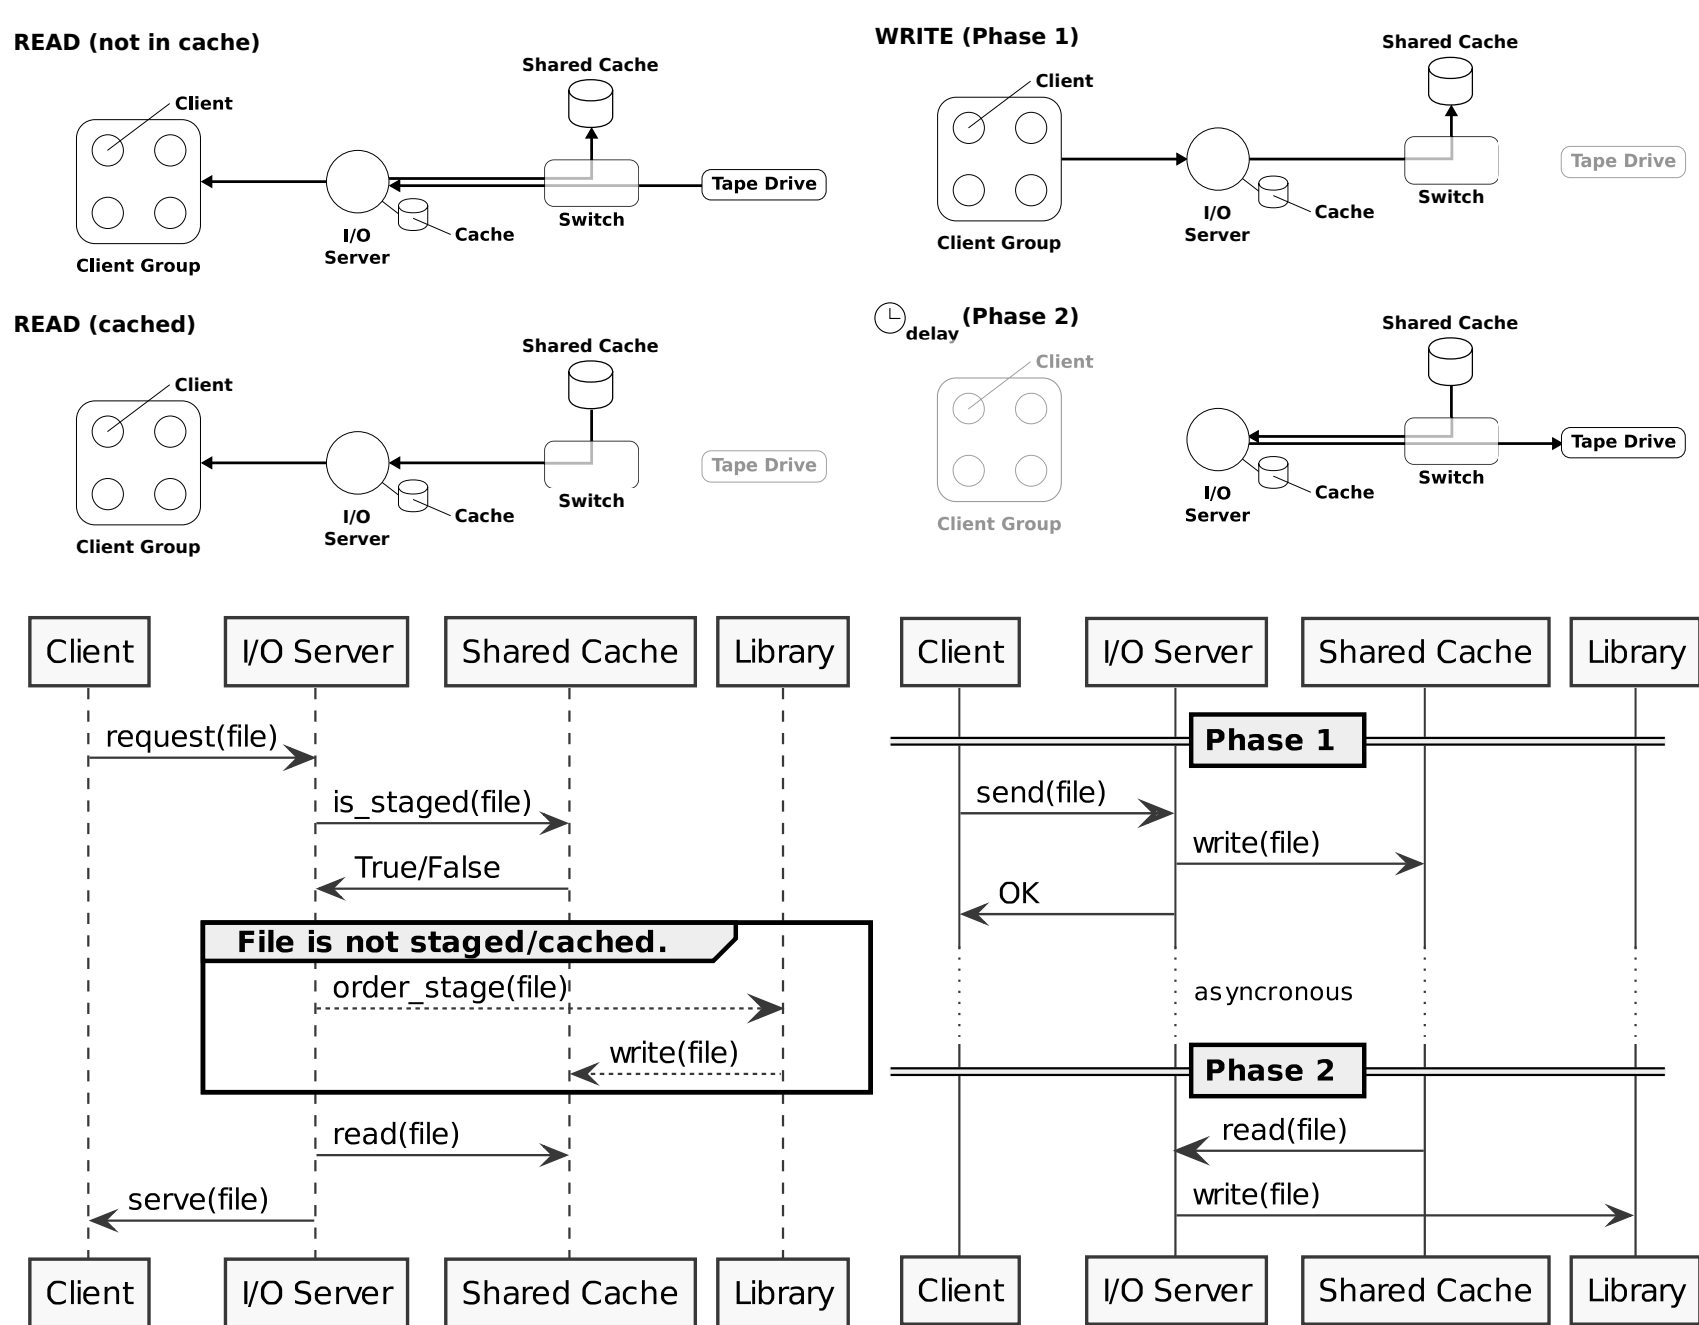 READ (not in cache)
Shared Cache
Client
Tape Drive
Switch
Cache
I/O
Server
Client Group
WRITE (Phase 1)
Shared Cache
Client
Tape Drive
Switch
Cache
I/O
Server
Client Group
READ (cached)
Shared Cache
Client
Tape Drive
Switch
Cache
I/O
Server
Client Group
delay (Phase 2)
Shared Cache
Client
Tape Drive
Switch
Cache
I/O
Server
Client Group
Client
I/O Server
Shared Cache
Library
request(file)
is_staged(file)
True/False
File is not staged/cached.
order_stage(file)
write(file)
read(file)
serve(file)
Client
I/O Server
Shared Cache
Library
Client
I/O Server
Shared Cache
Library
Phase 1
send(file)
write(file)
OK
asyncronous
Phase 2
read(file)
write(file)
Client
I/O Server
Shared Cache
Library